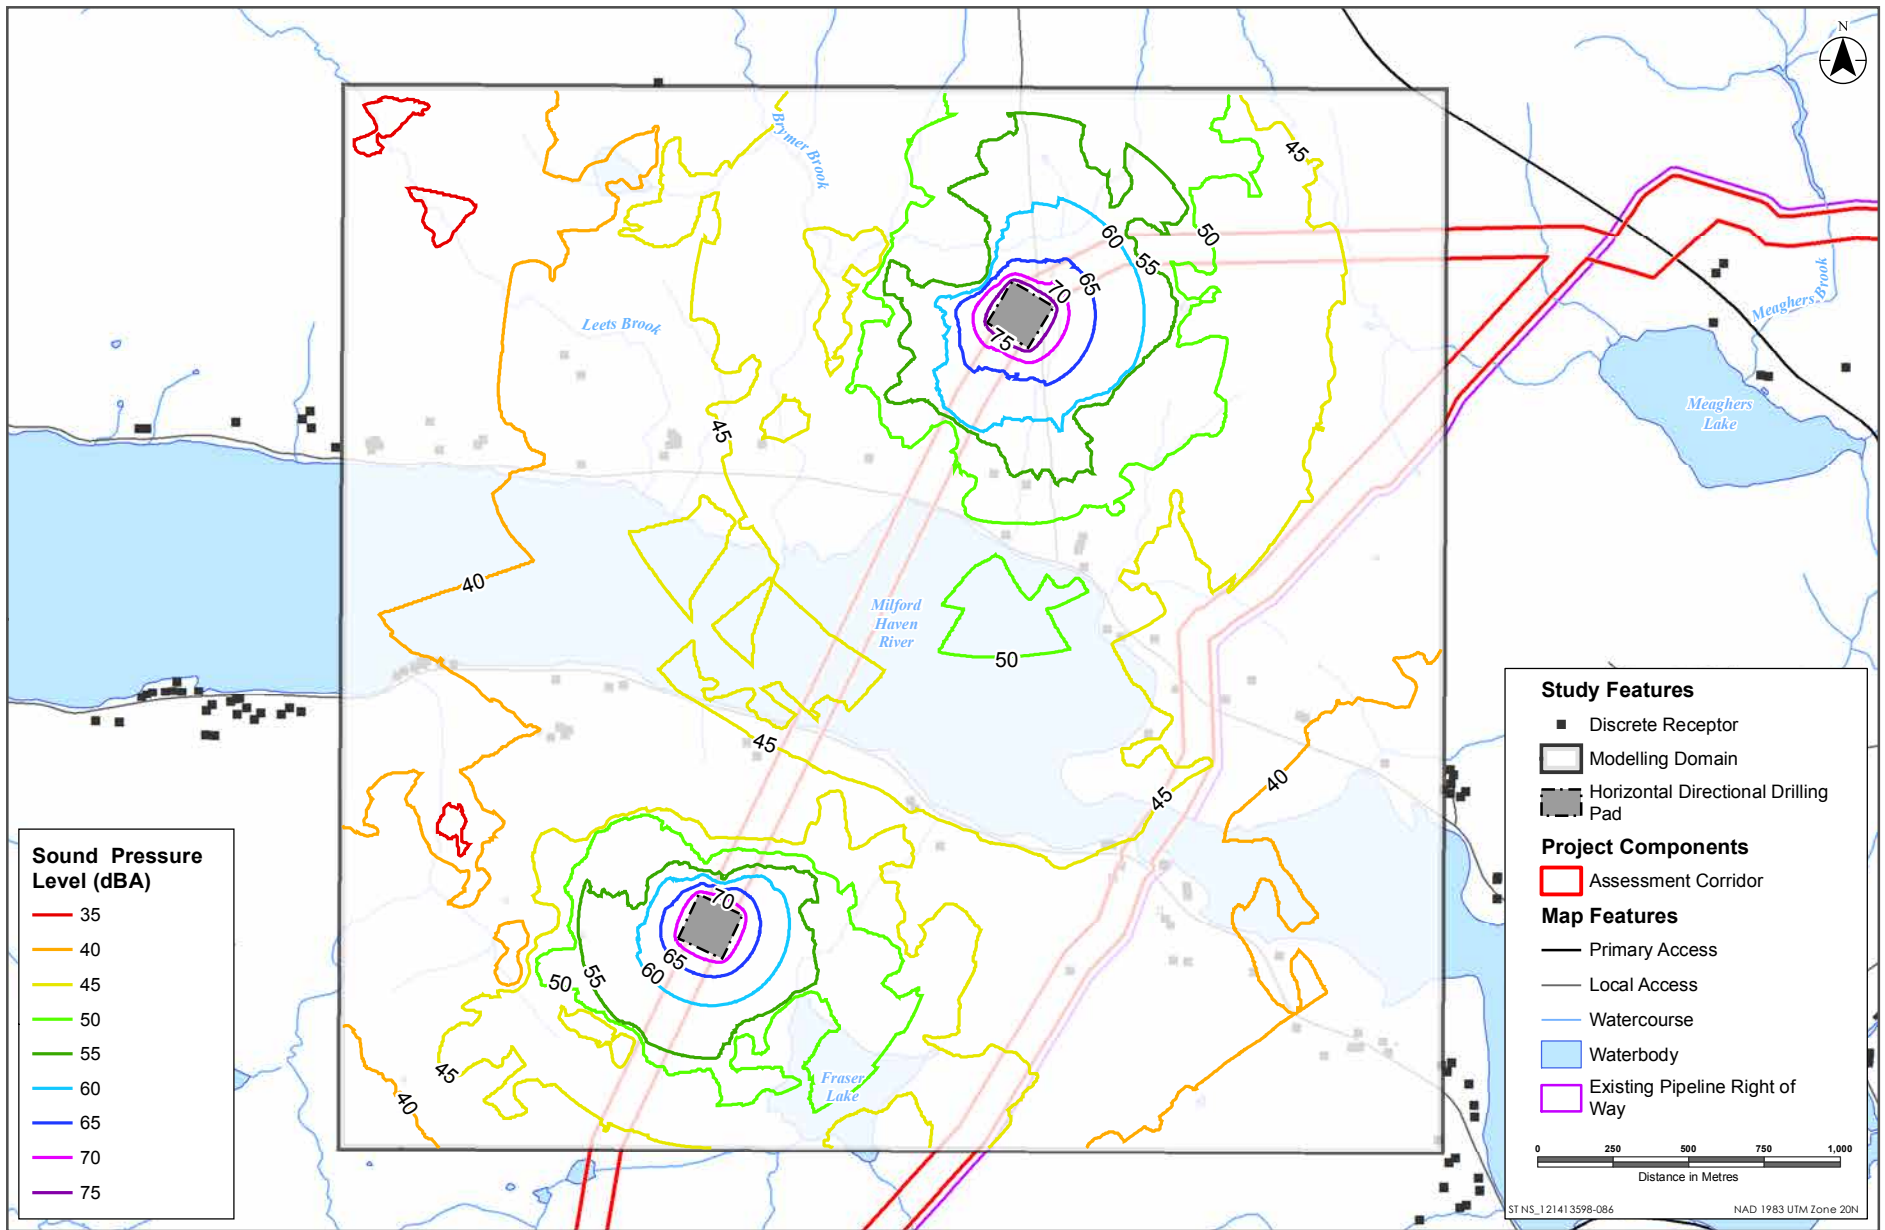 N
45
Brymer Brook
50
60
55
65
70
75
Leets Brook
Meaghers Brook
Meaghers
Lake
45
40
Milford
Haven
River
50
45
45
40
70
65
60
55
50
45
40
Fraser
Lake
Sound Pressure
Level (dBA)
35
40
45
50
55
60
65
70
75
Study Features
Discrete Receptor
Modelling Domain
Horizontal Directional Drilling
Pad
Project Components
Assessment Corridor
Map Features
Primary Access
Local Access
Watercourse
Waterbody
Existing Pipeline Right of
Way
0 250 500 750 1,000
Distance in Metres
ST NS_121413598-086 NAD 1983 UTM Zone 20N